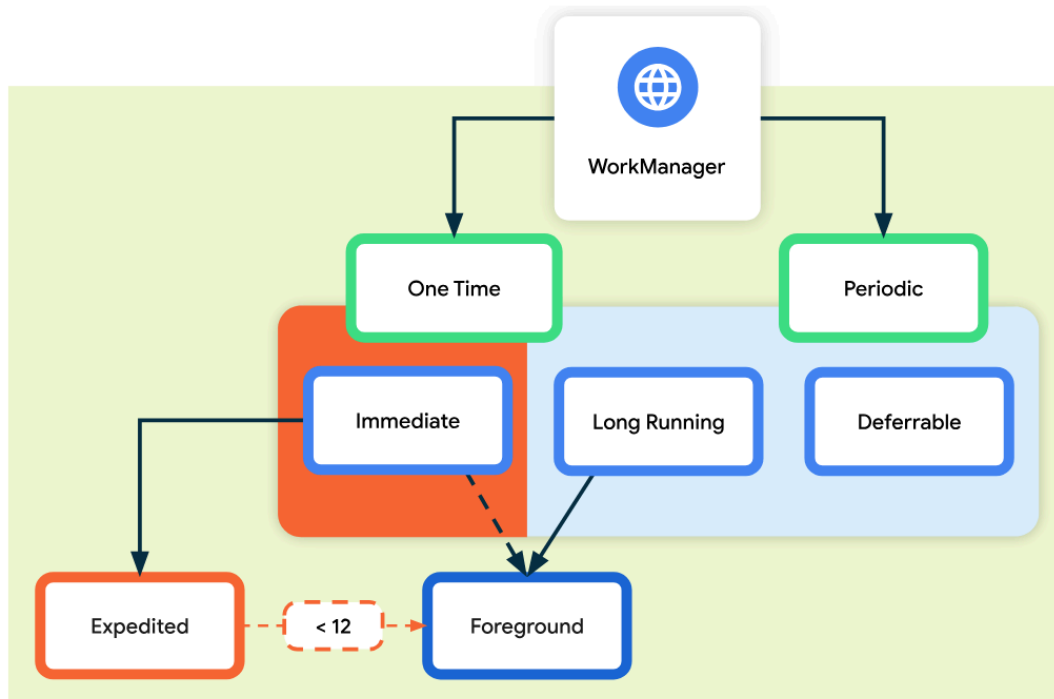 WorkManager
One Time
Periodic
Immediate
Long Running
Deferrable
Expedited
< 12
Foreground